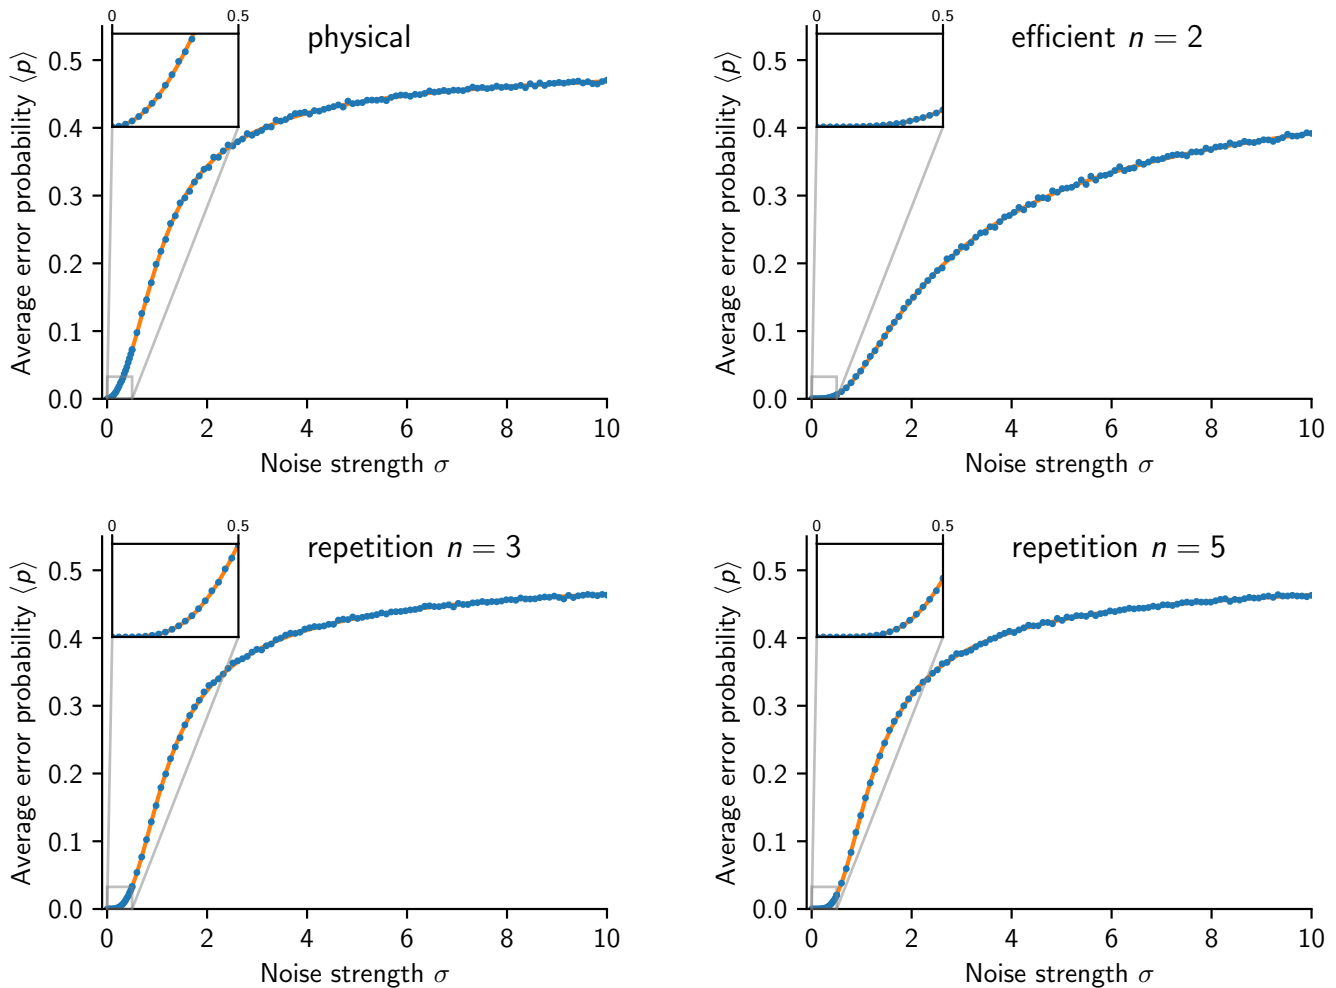 0 0.5
physical
0.5
0.4
0.3
0.2
0.1
0.0
Average error probability ⟨p⟩
0 2 4 6 8 10
Noise strength σ
0 0.5
efficient n = 2
0.5
0.4
0.3
0.2
0.1
0.0
Average error probability ⟨p⟩
0 2 4 6 8 10
Noise strength σ
0 0.5
repetition n = 3
0.5
0.4
0.3
0.2
0.1
0.0
Average error probability ⟨p⟩
0 2 4 6 8 10
Noise strength σ
0 0.5
repetition n = 5
0.5
0.4
0.3
0.2
0.1
0.0
Average error probability ⟨p⟩
0 2 4 6 8 10
Noise strength σ